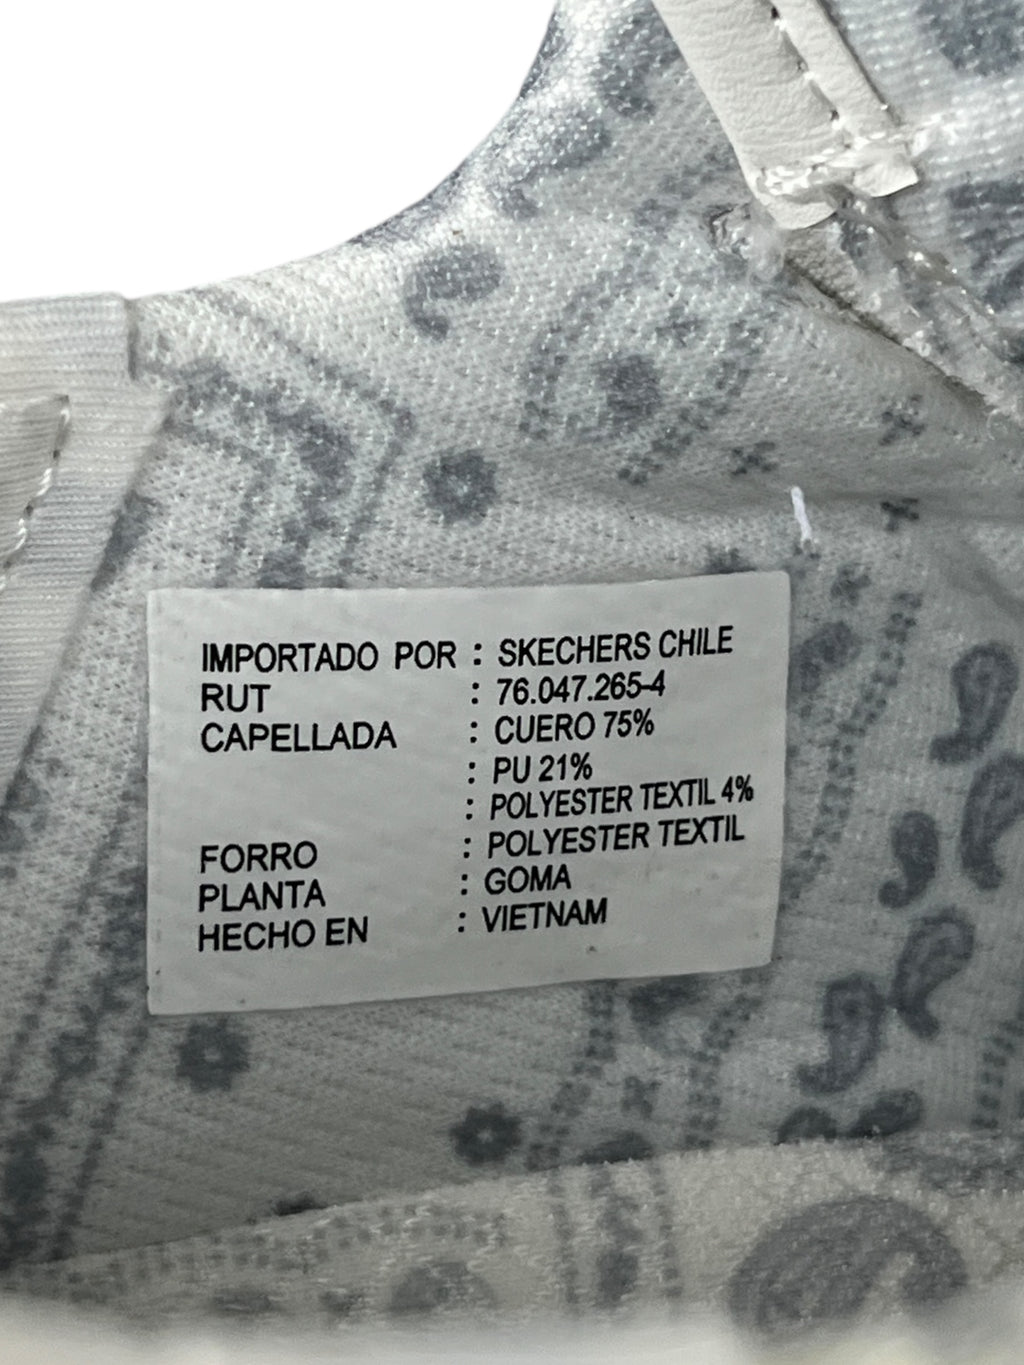 IMPORTADO POR : SKECHERS CHILE
RUT : 76.047.265-4
CAPELLADA : CUERO 75%
: PU 21%
: POLYESTER TEXTIL 4%
FORRO : POLYESTER TEXTIL
PLANTA : GOMA
HECHO EN : VIETNAM